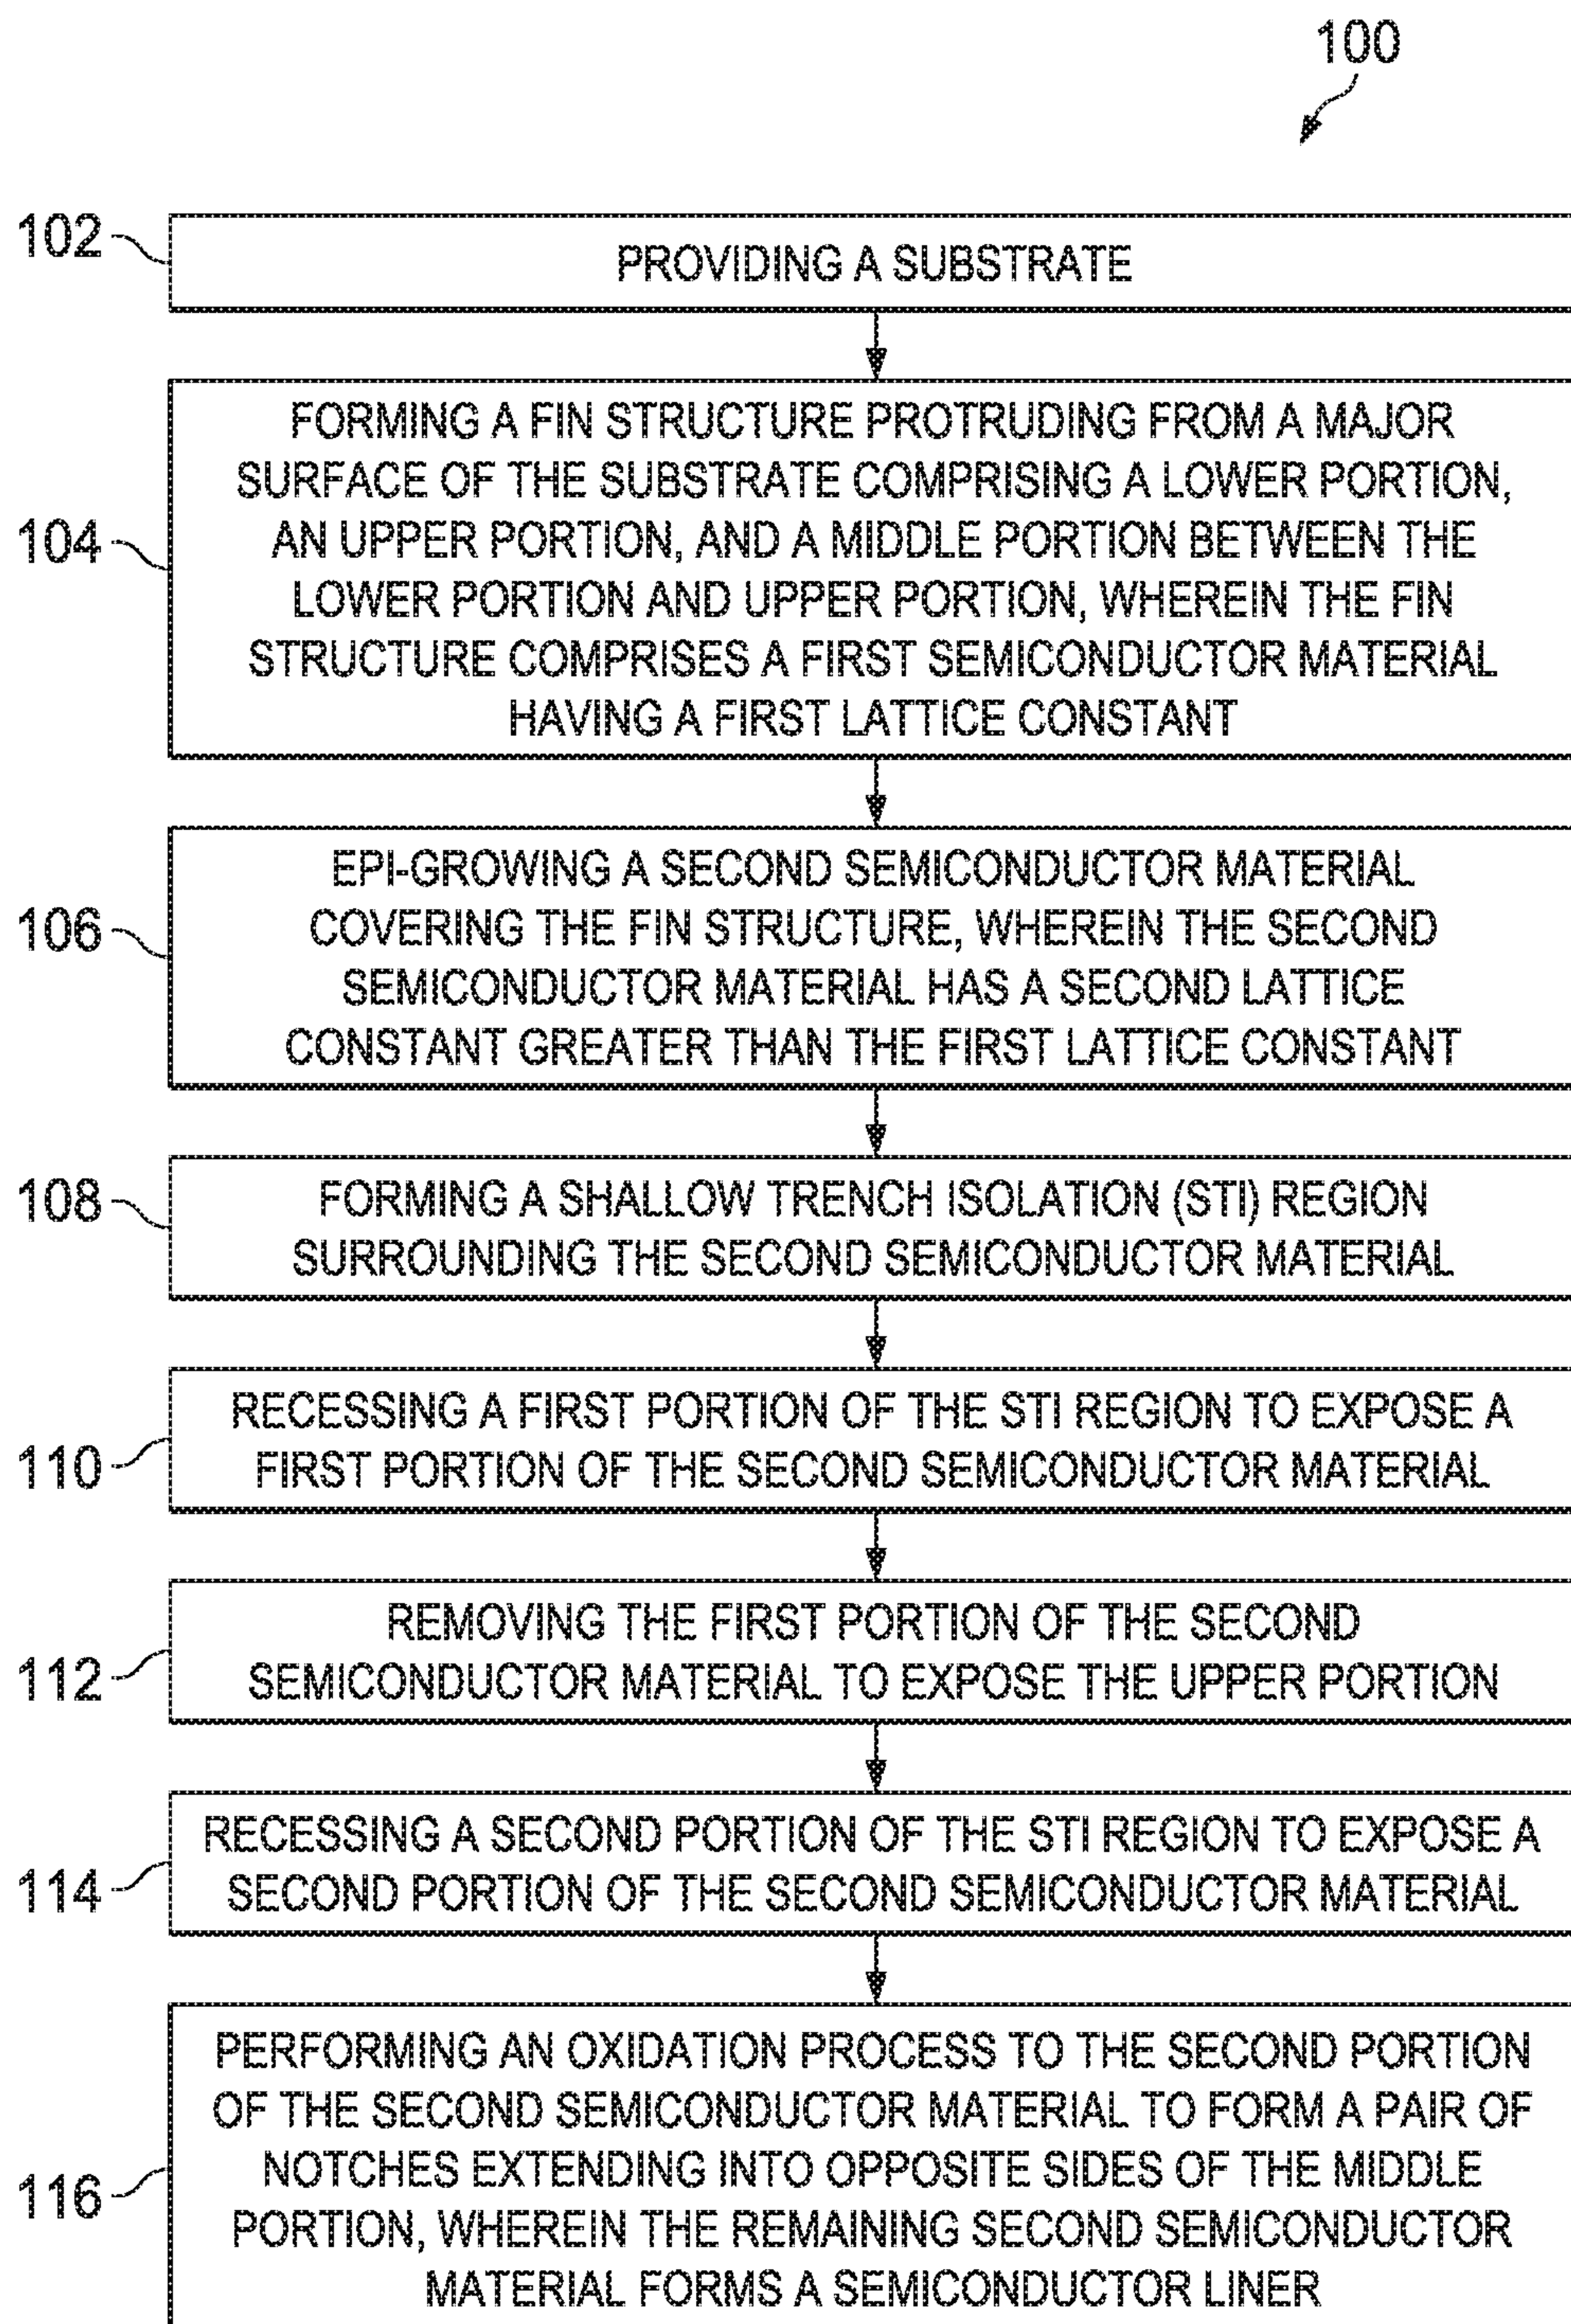 100
102
PROVIDING A SUBSTRATE
104
FORMING A FIN STRUCTURE PROTRUDING FROM A MAJOR
SURFACE OF THE SUBSTRATE COMPRISING A LOWER PORTION,
AN UPPER PORTION, AND A MIDDLE PORTION BETWEEN THE
LOWER PORTION AND UPPER PORTION, WHEREIN THE FIN
STRUCTURE COMPRISES A FIRST SEMICONDUCTOR MATERIAL
HAVING A FIRST LATTICE CONSTANT
106
EPI-GROWING A SECOND SEMICONDUCTOR MATERIAL
COVERING THE FIN STRUCTURE, WHEREIN THE SECOND
SEMICONDUCTOR MATERIAL HAS A SECOND LATTICE
CONSTANT GREATER THAN THE FIRST LATTICE CONSTANT
108
FORMING A SHALLOW TRENCH ISOLATION (STI) REGION
SURROUNDING THE SECOND SEMICONDUCTOR MATERIAL
110
RECESSING A FIRST PORTION OF THE STI REGION TO EXPOSE A
FIRST PORTION OF THE SECOND SEMICONDUCTOR MATERIAL
112
REMOVING THE FIRST PORTION OF THE SECOND
SEMICONDUCTOR MATERIAL TO EXPOSE THE UPPER PORTION
114
RECESSING A SECOND PORTION OF THE STI REGION TO EXPOSE A
SECOND PORTION OF THE SECOND SEMICONDUCTOR MATERIAL
116
PERFORMING AN OXIDATION PROCESS TO THE SECOND PORTION
OF THE SECOND SEMICONDUCTOR MATERIAL TO FORM A PAIR OF
NOTCHES EXTENDING INTO OPPOSITE SIDES OF THE MIDDLE
PORTION, WHEREIN THE REMAINING SECOND SEMICONDUCTOR
MATERIAL FORMS A SEMICONDUCTOR LINER